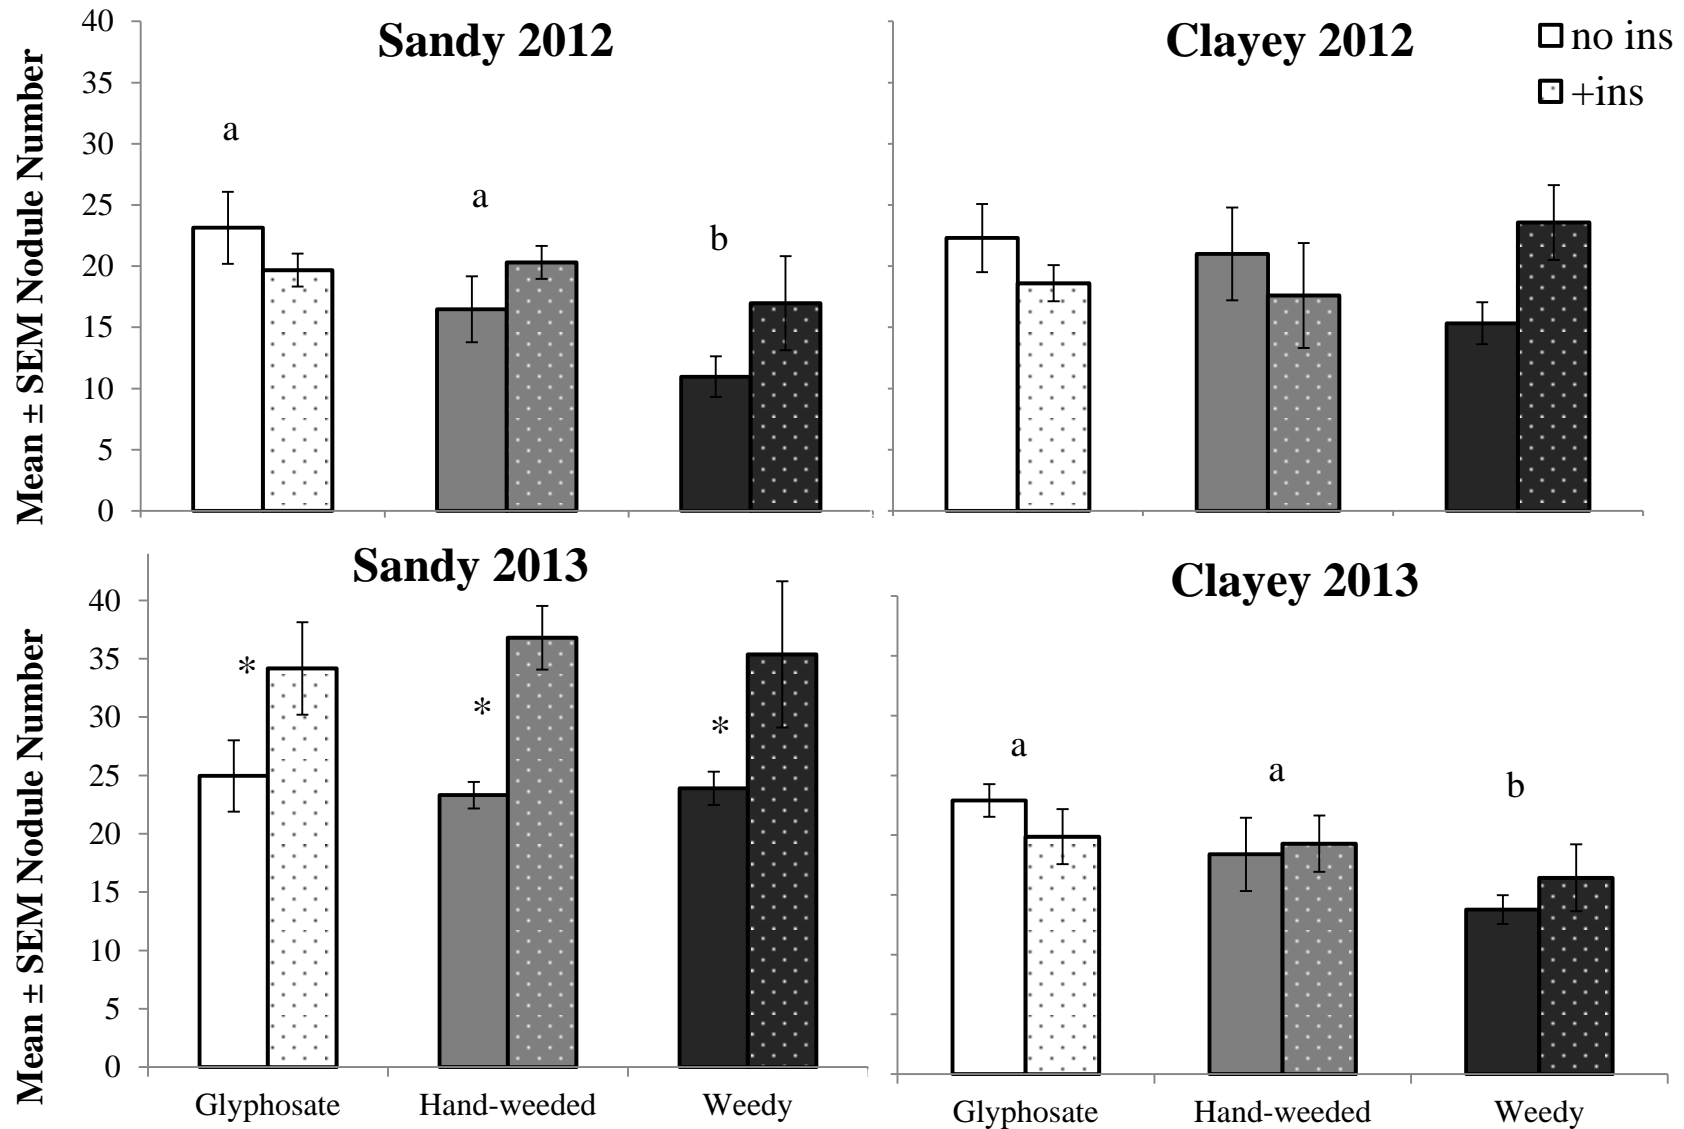 Sandy 2012
Clayey 2012
no ins
+ins
Mean ± SEM Nodule Number
40
35
30
25
20
15
10
5
0
a
a
b
Sandy 2013
Clayey 2013
Mean ± SEM Nodule Number
40
35
30
25
20
15
10
5
0
*
*
*
a
a
b
Glyphosate
Hand-weeded
Weedy
Glyphosate
Hand-weeded
Weedy